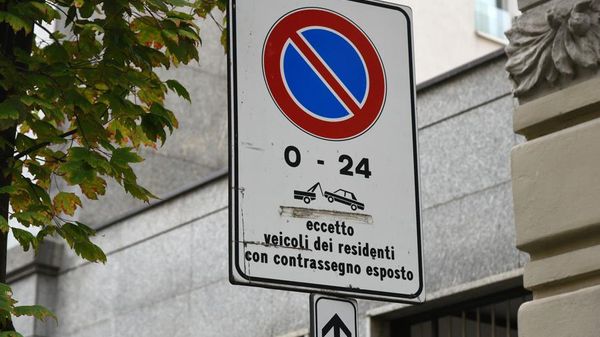 0 - 24
eccetto
veicoli dei residenti
con contrassegno esposto